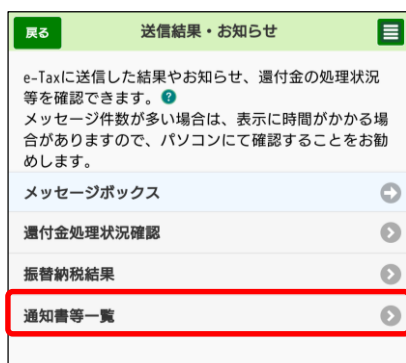 戻る
送信結果・お知らせ
e-Taxに送信した結果やお知らせ、還付金の処理状況
等を確認できます。?
メッセージ件数が多い場合は、表示に時間がかかる場
合がありますので、パソコンにて確認することをお勧
めします。
メッセージボックス
還付金処理状況確認
振替納税結果
通知書等一覧